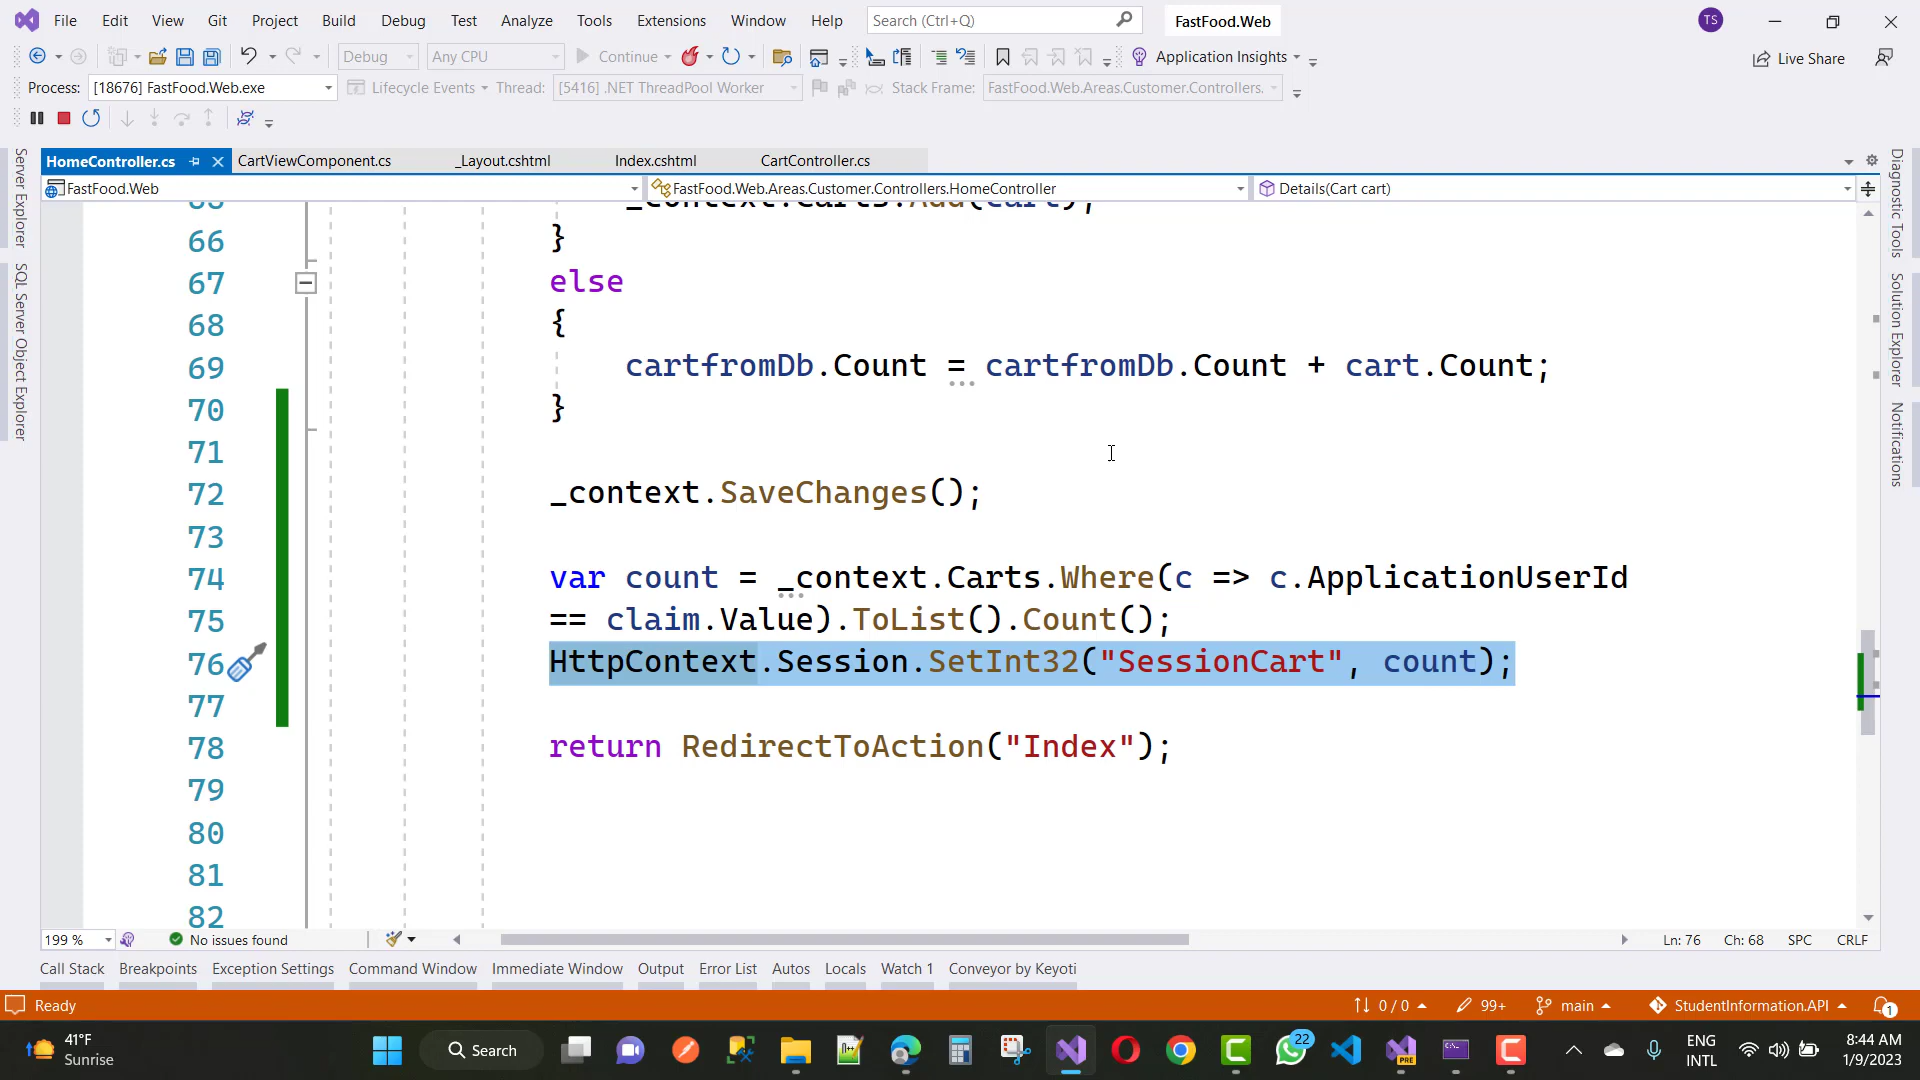 File Edit View Git Project Build Debug Test Analyze Tools Extensions Window Help Search (Ctrl+Q) FastFood.Web TS
Debug Any CPU Continue Application Insights Live Share
Process: [18676] FastFood.Web.exe Lifecycle Events Thread: [5416] .NET ThreadPool Worker Stack Frame: FastFood.Web.Areas.Customer.Controllers.
HomeController.cs CartViewComponent.cs _Layout.cshtml Index.cshtml CartController.cs
FastFood.Web FastFood.Web.Areas.Customer.Controllers.HomeController Details(Cart cart)
Server Explorer
SQL Server Object Explorer
Diagnostic Tools
Solution Explorer
Notifications
_context.Carts.Add(cart);
66 }
67 else
68 {
69 cartfromDb.Count = cartfromDb.Count + cart.Count;
70 }
71
72 _context.SaveChanges();
73
74 var count = _context.Carts.Where(c => c.ApplicationUserId
75 == claim.Value).ToList().Count();
76 HttpContext.Session.SetInt32("SessionCart", count);
77
78 return RedirectToAction("Index");
79
80
81
82
199 % No issues found Ln: 76 Ch: 68 SPC CRLF
Call Stack Breakpoints Exception Settings Command Window Immediate Window Output Error List Autos Locals Watch 1 Conveyor by Keyoti
Ready 0 / 0 99+ main StudentInformation.API 1
41°F
Sunrise
Search
22
PRE
ENG
INTL
8:44 AM
1/9/2023